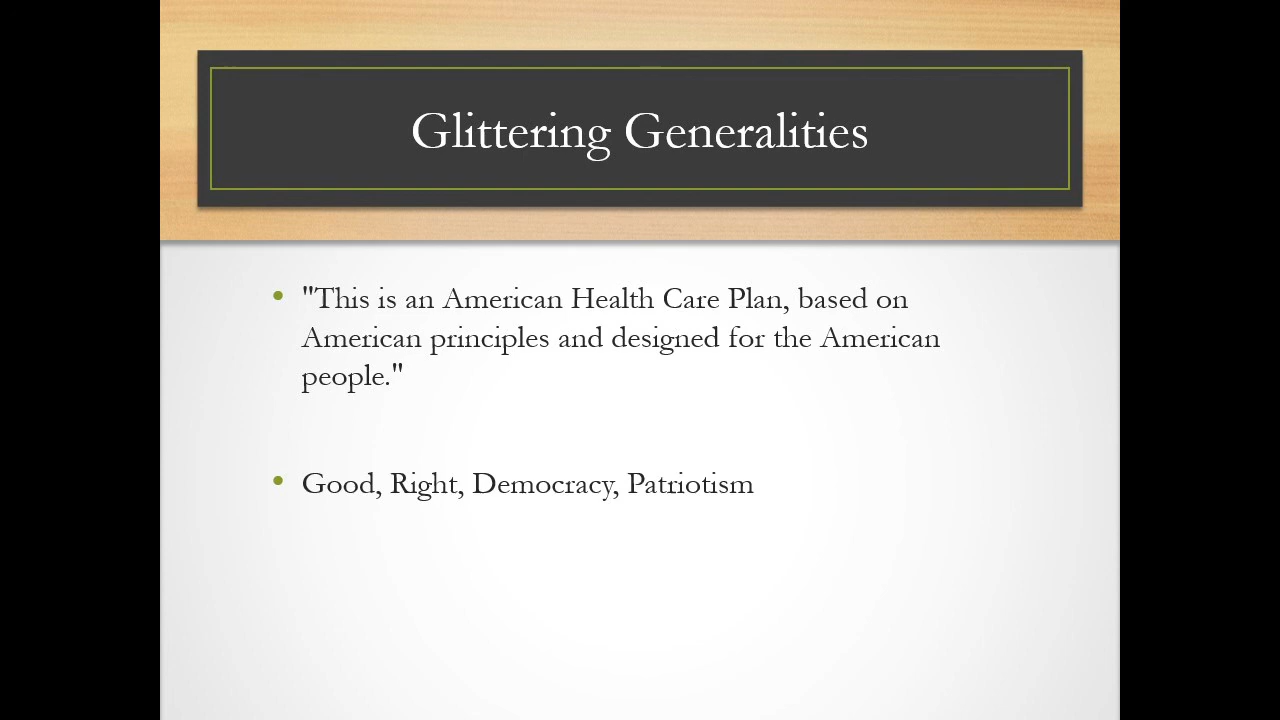 Glittering Generalities
• "This is an American Health Care Plan, based on
American principles and designed for the American
people."
• Good, Right, Democracy, Patriotism